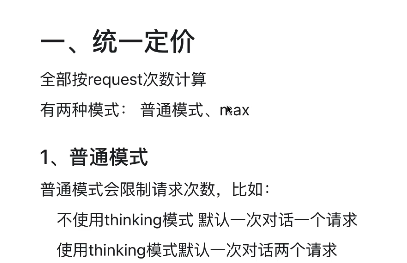 一、统一定价
全部按request次数计算
有两种模式： 普通模式、max
1、普通模式
普通模式会限制请求次数，比如：
不使用thinking模式 默认一次对话一个请求
使用thinking模式默认一次对话两个请求